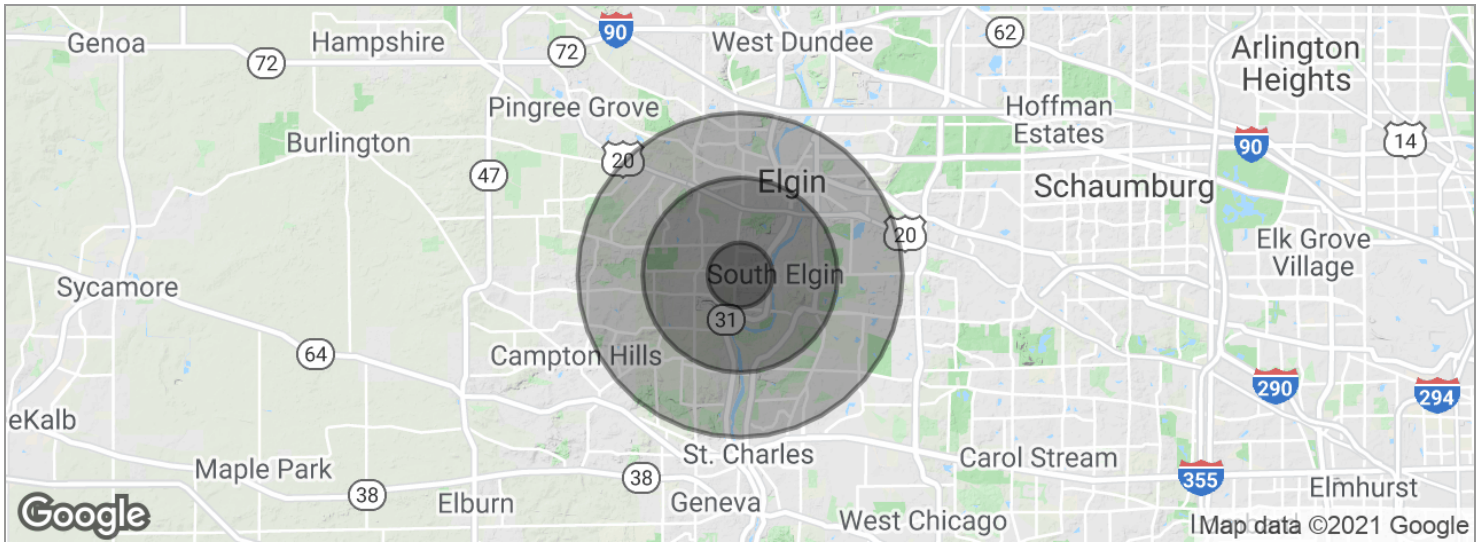 Genoa
Hampshire
72
72
90
West Dundee
62
Arlington
Heights
Pingree Grove
Hoffman
Estates
Burlington
20
90
14
47
Elgin
Schaumburg
20
Elk Grove
Village
Sycamore
South Elgin
31
64
Campton Hills
290
294
eKalb
Maple Park
St. Charles
Carol Stream
38
38
355
Elburn
Geneva
Elmhurst
Google
West Chicago
Map data ©2021 Google